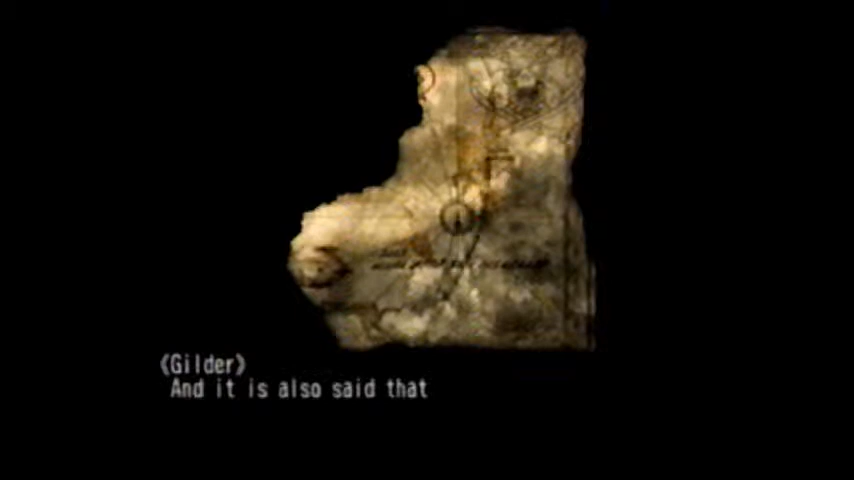 《Gilder》
And it is also said that